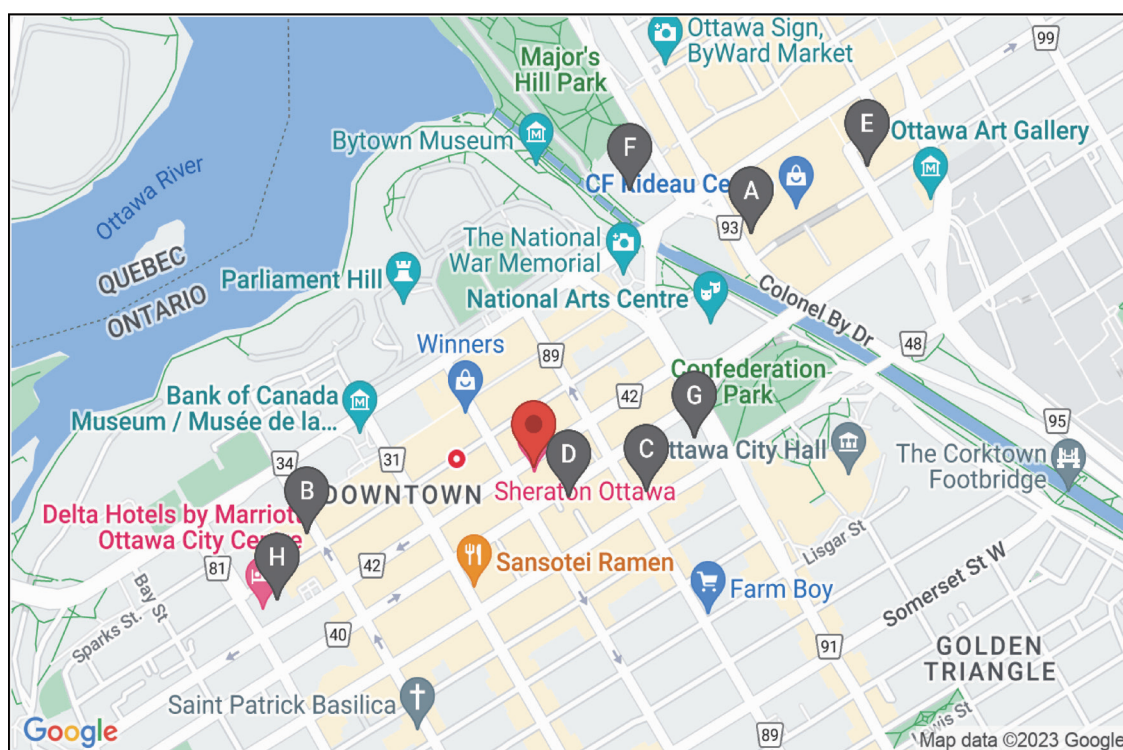 Ottawa Sign,
ByWard Market
99
Major's
Hill Park
E
Ottawa Art Gallery
Bytown Museum
F
CF Rideau Ce
A
Ottawa River
93
QUEBEC
ONTARIO
The National
War Memorial
Parliament Hill
National Arts Centre
Colonel By Dr
48
Winners
89
Confederation
Park
Bank of Canada
Museum / Musée de la...
42
G
95
34
31
D
C
ttawa City Hall
The Corktown
Footbridge
B
DOWNTOWN
Sheraton Ottawa
Delta Hotels by Marriott
Ottawa City Centre
H
81
42
Sansotei Ramen
Lisgar St
Bay St
Farm Boy
Somerset St W
Sparks St.
40
91
GOLDEN
TRIANGLE
Saint Patrick Basilica
Google
89
Map data ©2023 Google